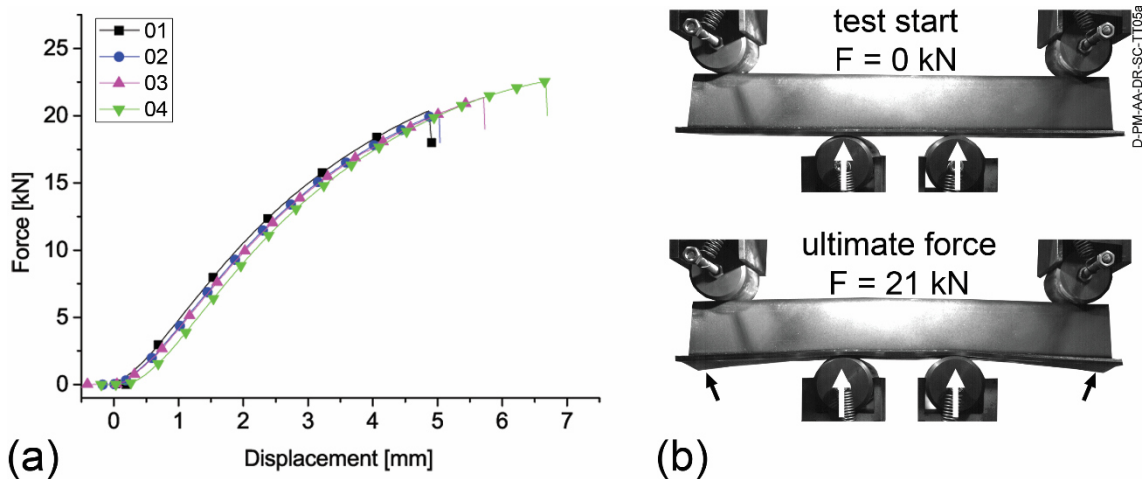 25
20
15
10
5
0
Force [kN]
01
02
03
04
0 1 2 3 4 5 6 7
Displacement [mm]
(a)
test start
F = 0 kN
D-PM-AA-DR-SC-TT05a
ultimate force
F = 21 kN
(b)